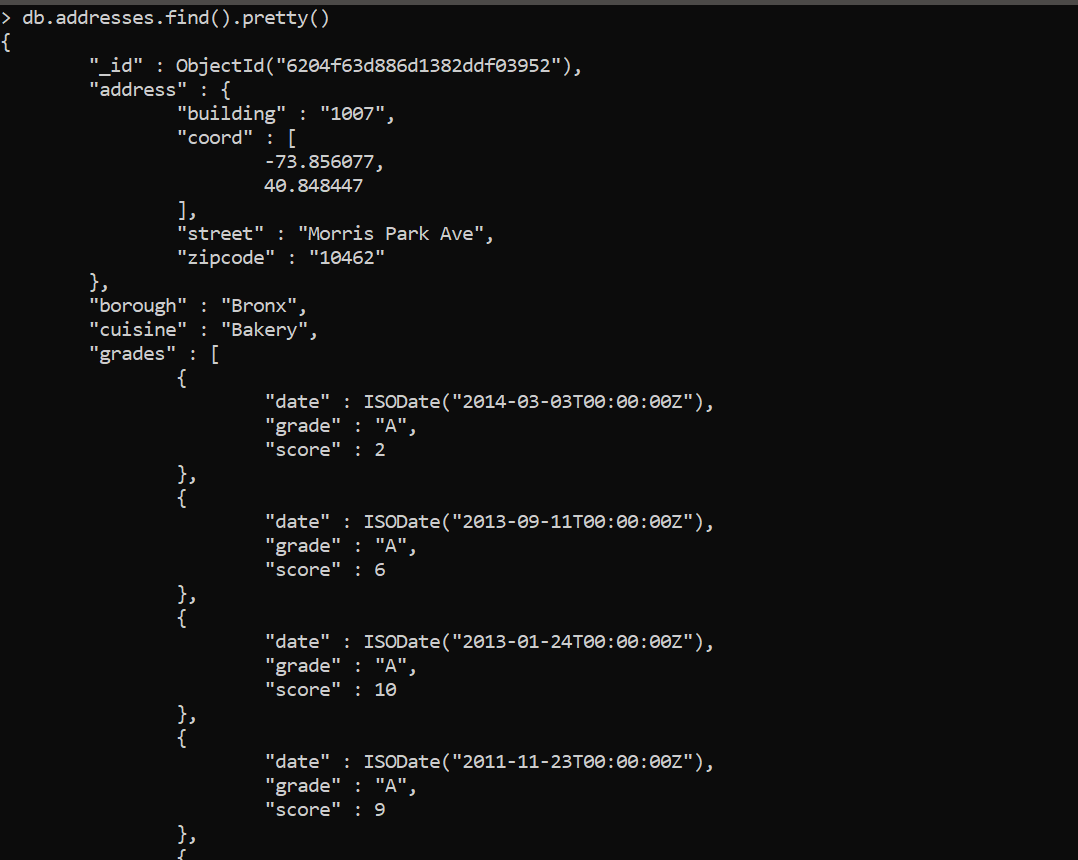 > db.addresses.find().pretty()
{
"_id" : ObjectId("6204f63d886d1382ddf03952"),
"address" : {
"building" : "1007",
"coord" : [
-73.856077,
40.848447
],
"street" : "Morris Park Ave",
"zipcode" : "10462"
},
"borough" : "Bronx",
"cuisine" : "Bakery",
"grades" : [
{
"date" : ISODate("2014-03-03T00:00:00Z"),
"grade" : "A",
"score" : 2
},
{
"date" : ISODate("2013-09-11T00:00:00Z"),
"grade" : "A",
"score" : 6
},
{
"date" : ISODate("2013-01-24T00:00:00Z"),
"grade" : "A",
"score" : 10
},
{
"date" : ISODate("2011-11-23T00:00:00Z"),
"grade" : "A",
"score" : 9
},
{